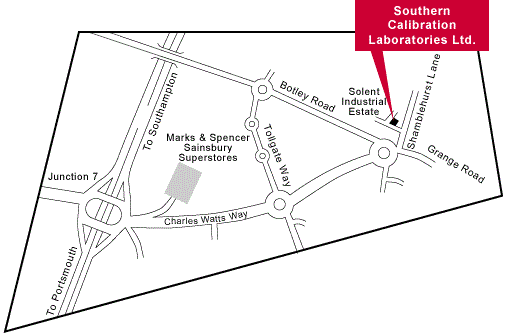 Southern
Calibration
Laboratories Ltd.
To Southampton
Botley Road
Solent
Industrial
Estate
Shamblehurst Lane
Marks & Spencer
Sainsbury
Superstores
Tollgate Way
Grange Road
Junction 7
Charles Watts Way
To Portsmouth